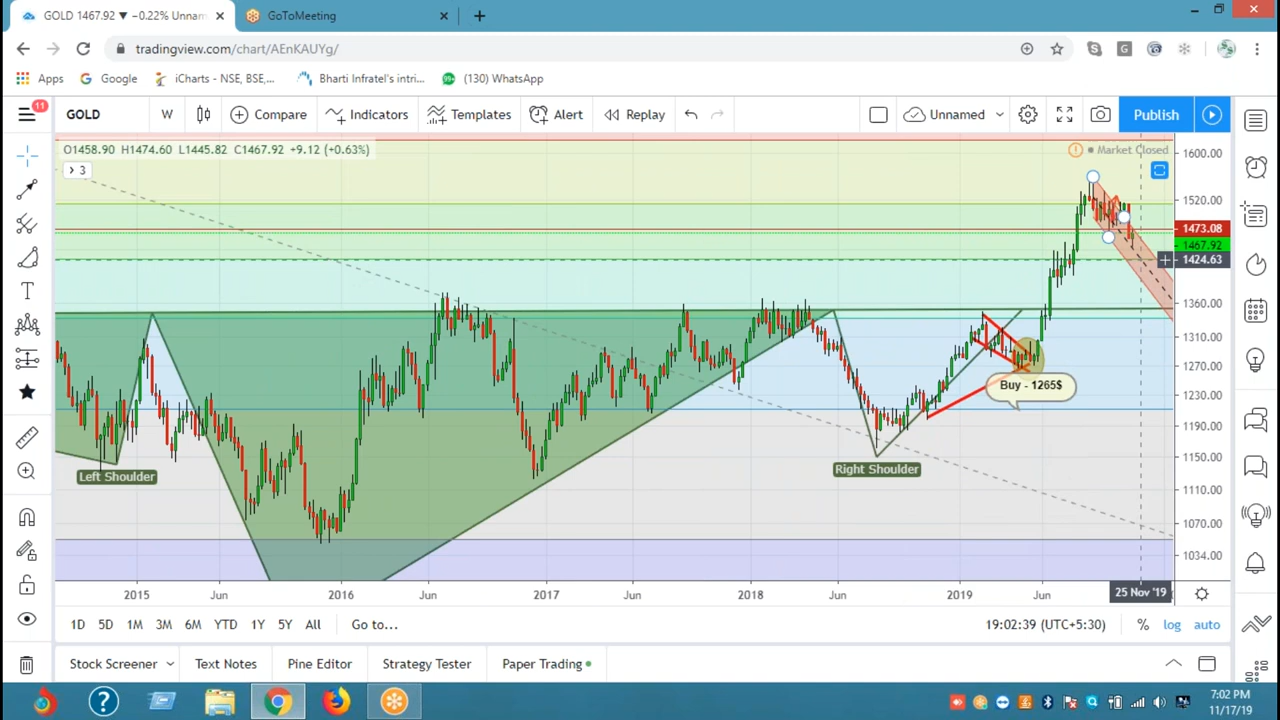 GOLD 1467.92 ▼ −0.22% Unnam
GoToMeeting
tradingview.com/chart/AEnKAUYg/
G
Apps
Google
iCharts - NSE, BSE,...
Bharti Infratel's intri...
99+
(130) WhatsApp
11
GOLD
W
Compare
Indicators
Templates
Alert
Replay
Unnamed
Publish
O1458.90 H1474.60 L1445.82 C1467.92 +9.12 (+0.63%)
Market Closed
3
1600.00
1520.00
1473.08
1467.92
1424.63
1360.00
1310.00
1270.00
1230.00
1190.00
1150.00
1110.00
1070.00
1034.00
Buy - 1265$
Left Shoulder
Right Shoulder
2015
Jun
2016
Jun
2017
Jun
2018
Jun
2019
Jun
25 Nov '19
1D 5D 1M 3M 6M YTD 1Y 5Y All Go to...
19:02:39 (UTC+5:30) % log auto
Stock Screener
Text Notes
Pine Editor
Strategy Tester
Paper Trading
7:02 PM
11/17/19